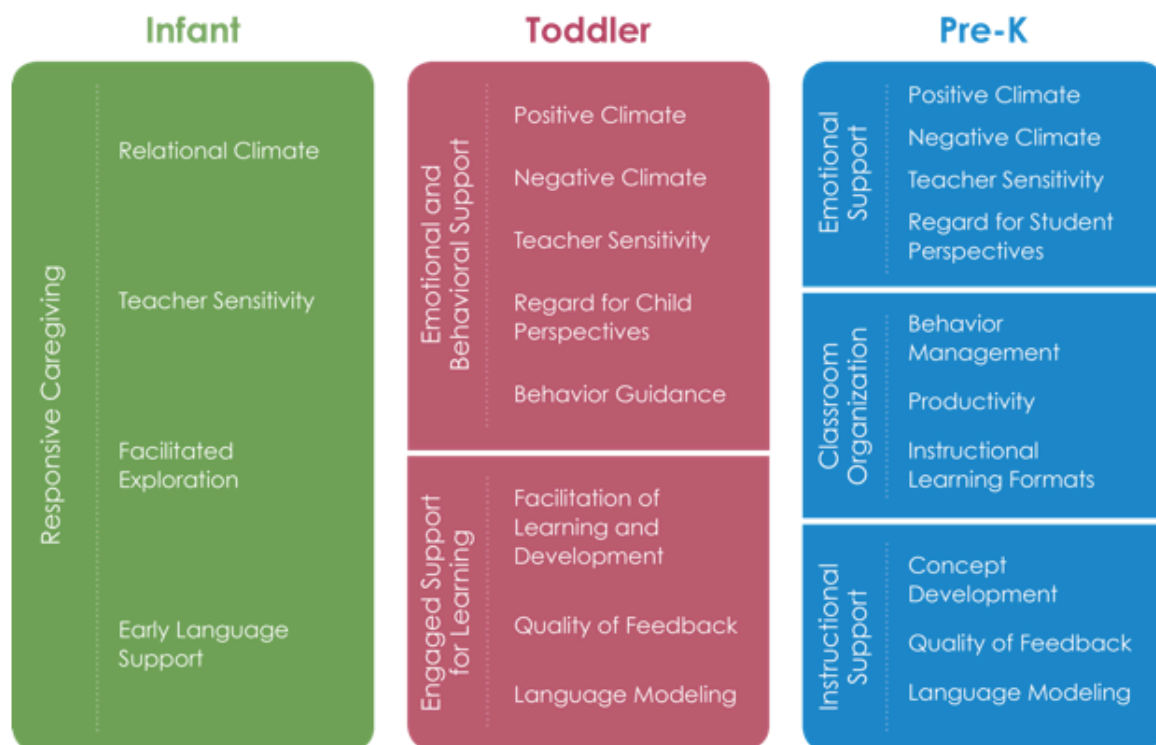 Infant
Responsive Caregiving
Relational Climate
Teacher Sensitivity
Facilitated
Exploration
Early Language
Support
Toddler
Emotional and
Behavioral Support
Positive Climate
Negative Climate
Teacher Sensitivity
Regard for Child
Perspectives
Behavior Guidance
Engaged Support
for Learning
Facilitation of
Learning and
Development
Quality of Feedback
Language Modeling
Pre-K
Emotional
Support
Positive Climate
Negative Climate
Teacher Sensitivity
Regard for Student
Perspectives
Classroom
Organization
Behavior
Management
Productivity
Instructional
Learning Formats
Instructional
Support
Concept
Development
Quality of Feedback
Language Modeling